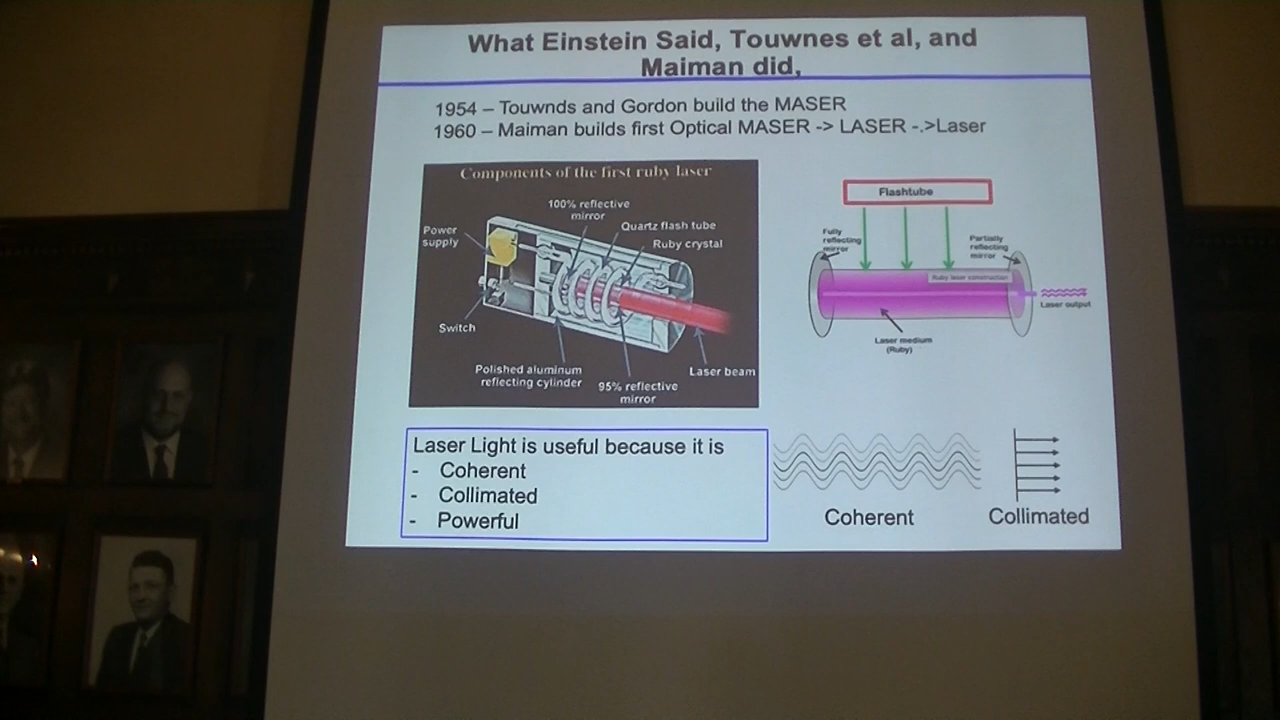 What Einstein Said, Touwnes et al, and
Maiman did,
1954 – Touwnds and Gordon build the MASER
1960 – Maiman builds first Optical MASER -> LASER -.>Laser
Components of the first ruby laser
100% reflective
mirror
Power
supply
Quartz flash tube
Ruby crystal
Switch
Polished aluminum
reflecting cylinder
95% reflective
mirror
Laser beam
Flashtube
Fully
reflecting
mirror
Partially
reflecting
mirror
Ruby laser construction
Laser output
Laser medium
(Ruby)
Laser Light is useful because it is
- Coherent
- Collimated
- Powerful
Coherent
Collimated